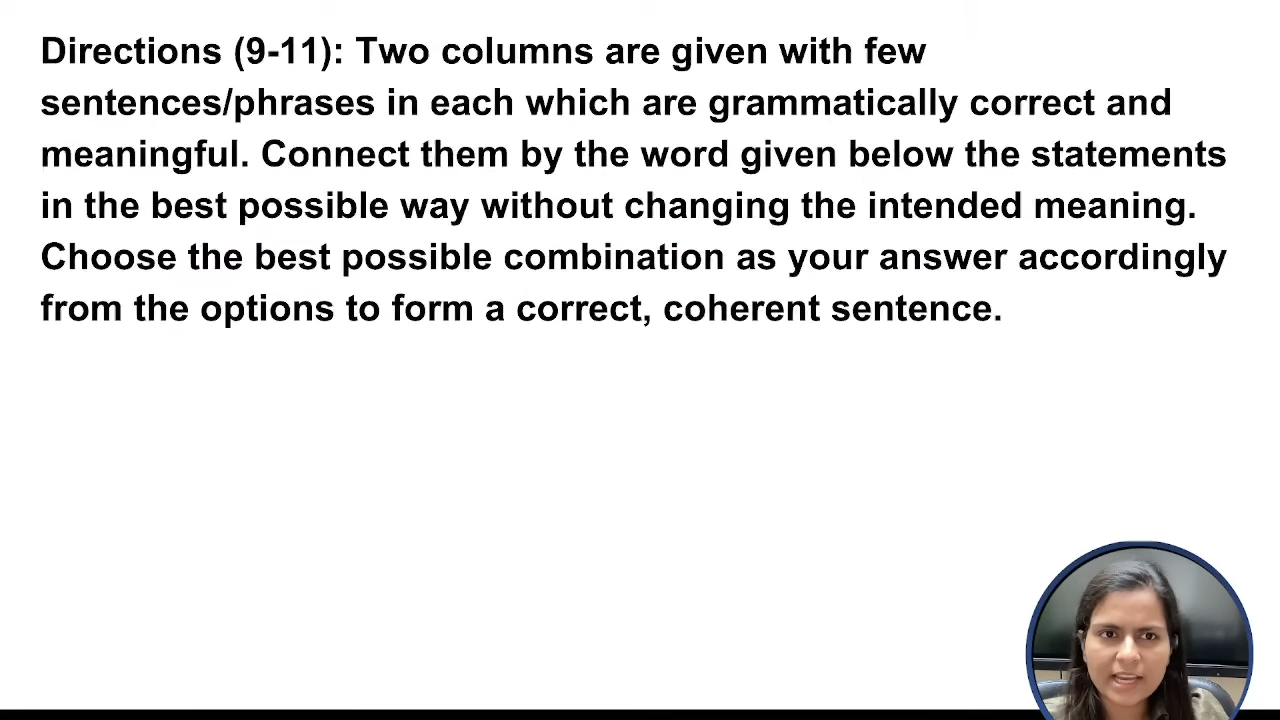 Directions (9-11): Two columns are given with few
sentences/phrases in each which are grammatically correct and
meaningful. Connect them by the word given below the statements
in the best possible way without changing the intended meaning.
Choose the best possible combination as your answer accordingly
from the options to form a correct, coherent sentence.